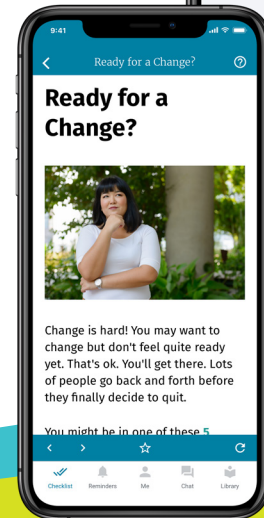 9:41
Ready for a Change?
Ready for a
Change?
Change is hard! You may want to
change but don't feel quite ready
yet. That's ok. You'll get there. Lots
of people go back and forth before
they finally decide to quit.
You might be in one of these 5
Checklist Reminders Me Chat Library